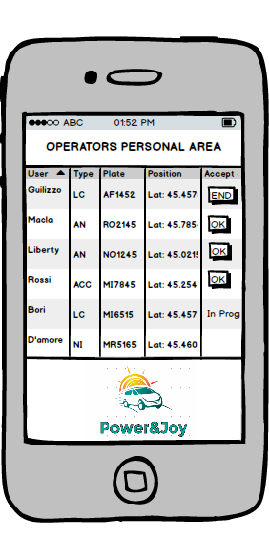 ABC 01:52 PM
OPERATORS PERSONAL AREA
User Type Plate Position Accept
Guilizzo LC AF1452 Lat: 45.457 END
Macla AN RO2145 Lat: 45.785 OK
Liberty AN NO1245 Lat: 45.021 OK
Rossi ACC MI7845 Lat: 45.254 OK
Bori LC MI6515 Lat: 45.457 In Prog
D'amore NI MR5165 Lat: 45.460
Power&Joy